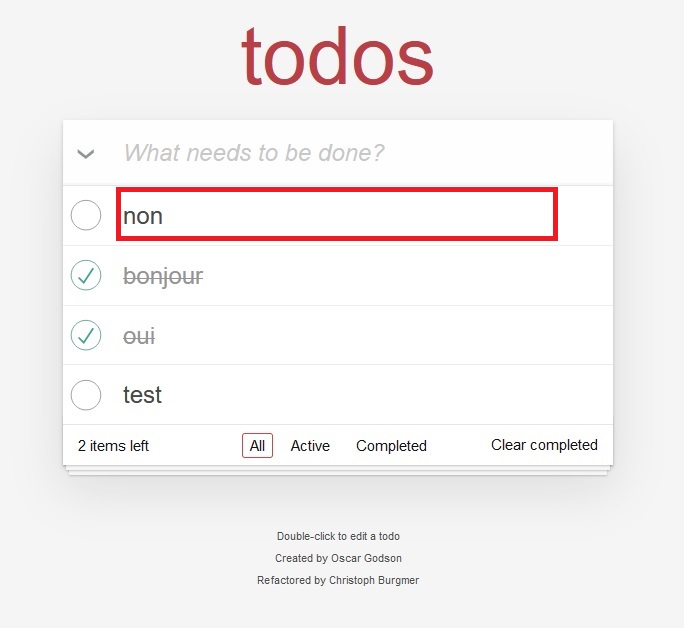 todos
What needs to be done?
non
bonjour
oui
test
2 items left All Active Completed Clear completed
Double-click to edit a todo
Created by Oscar Godson
Refactored by Christoph Burgmer